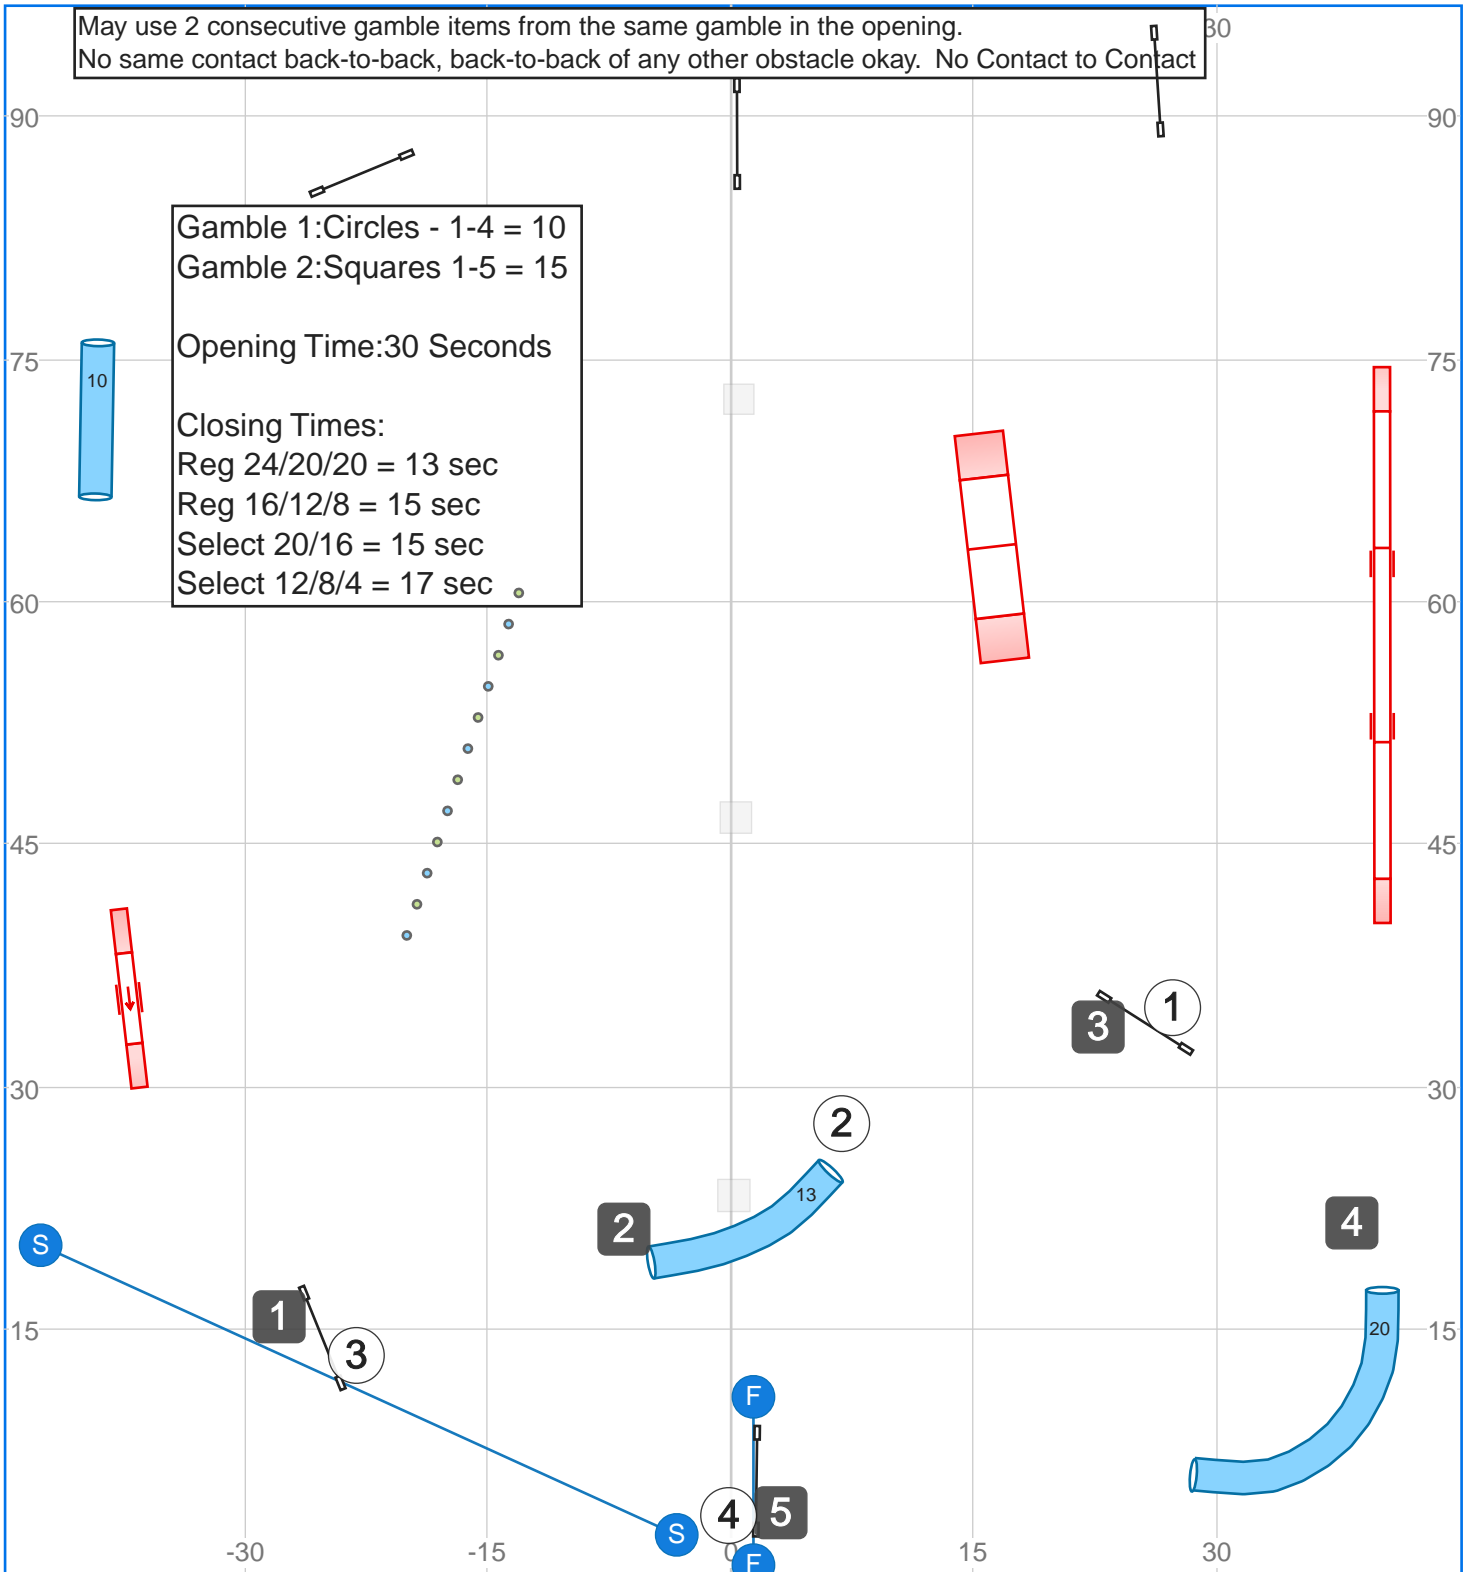 May use 2 consecutive gamble items from the same gamble in the opening.
No same contact back-to-back, back-to-back of any other obstacle okay.  No Contact to Contact
30
90
90
Gamble 1:Circles - 1-4 = 10
Gamble 2:Squares 1-5 = 15
Opening Time:30 Seconds
Closing Times:
Reg 24/20/20 = 13 sec
Reg 16/12/8 = 15 sec
Select 20/16 = 15 sec
Select 12/8/4 = 17 sec
75
10
75
60
60
45
45
3
1
30
30
2
13
2
4
S
1
15
3
20
15
F
4
5
S
F
-30
-15
0
15
30